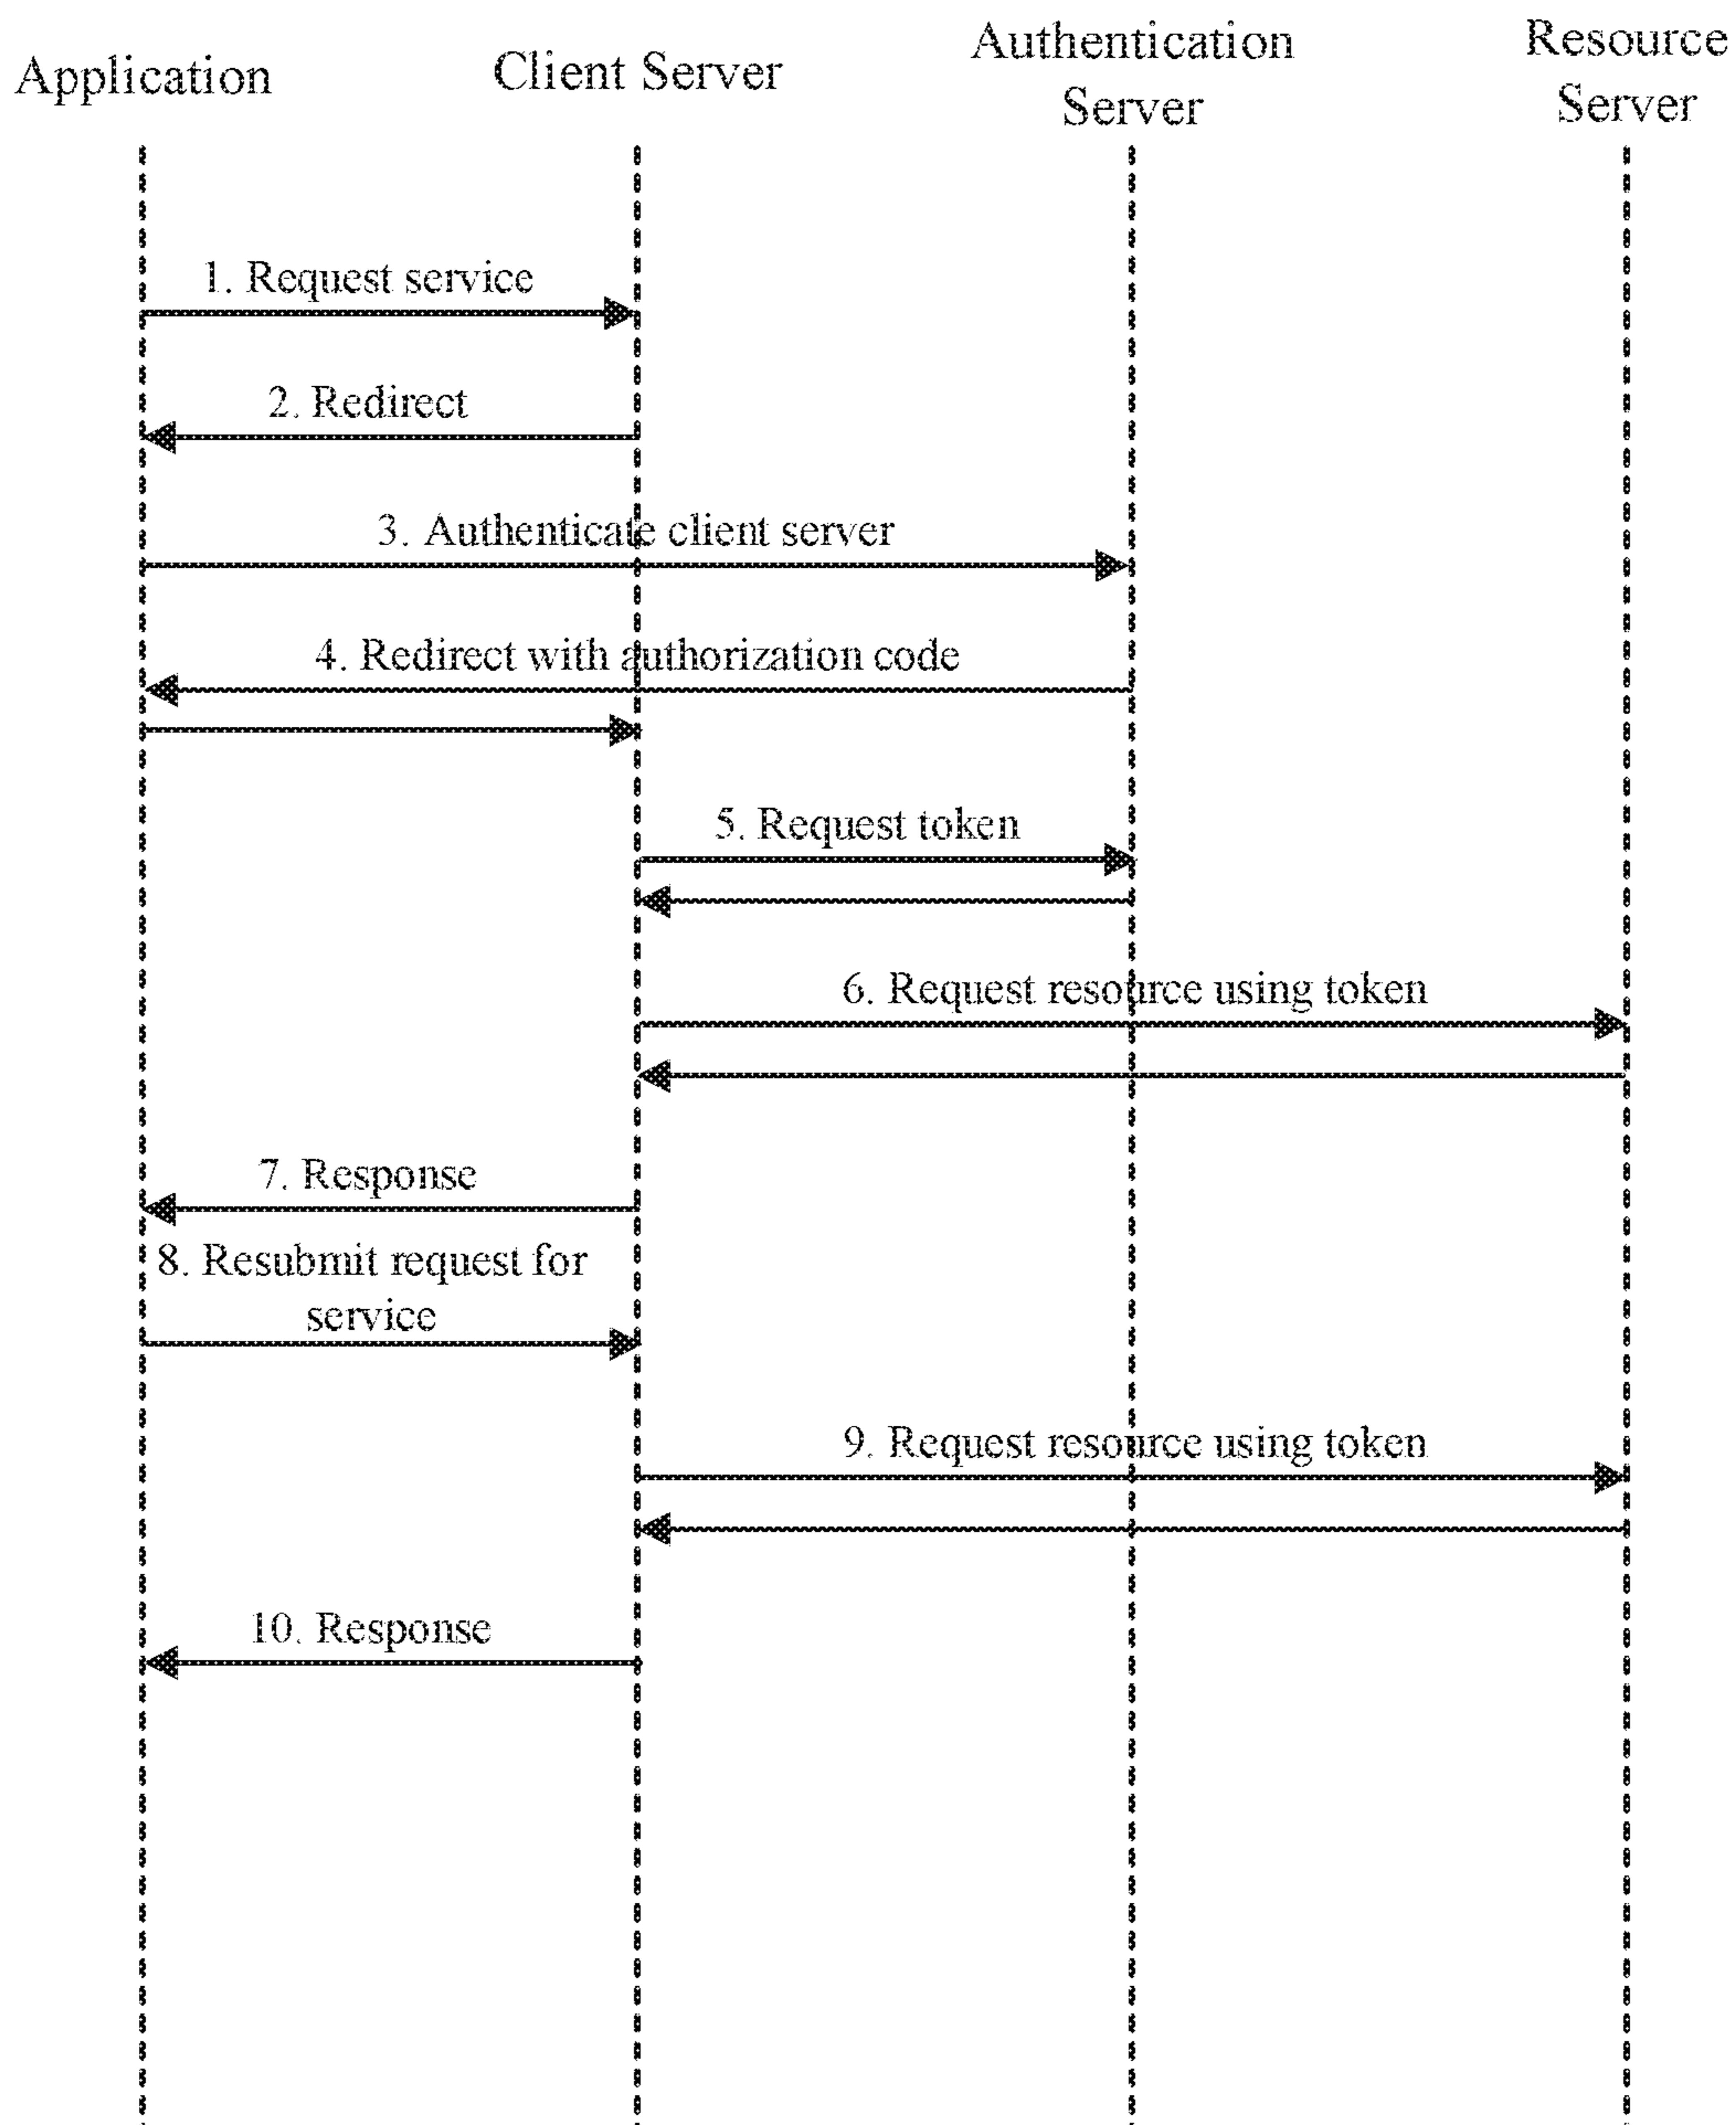 Application
Client Server
Authentication
Server
Resource
Server
1. Request service
2. Redirect
3. Authenticate client server
4. Redirect with authorization code
5. Request token
6. Request resource using token
7. Response
8. Resubmit request for
service
9. Request resource using token
10. Response